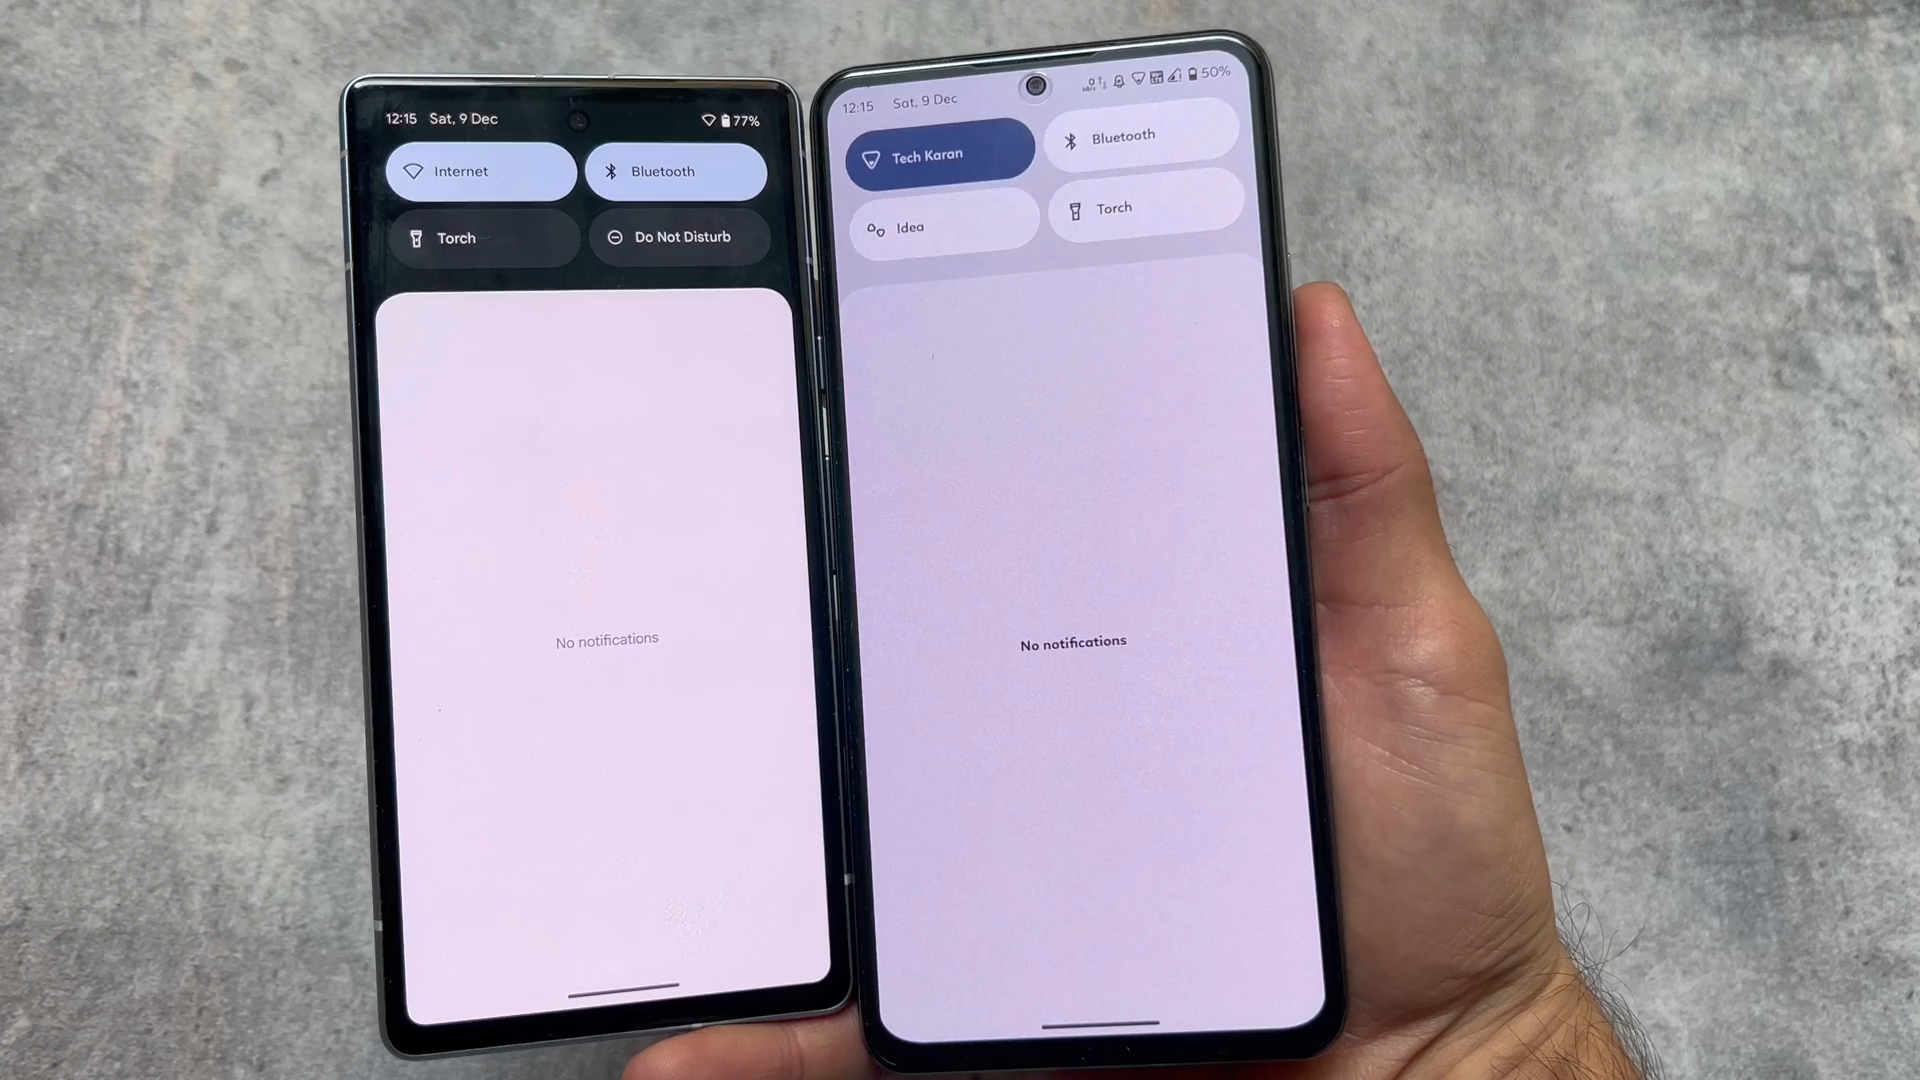 12:15 Sat, 9 Dec 77%
Internet Bluetooth
Torch Do Not Disturb
No notifications
12:15 Sat, 9 Dec 50%
Tech Karan Bluetooth
Idea Torch
No notifications